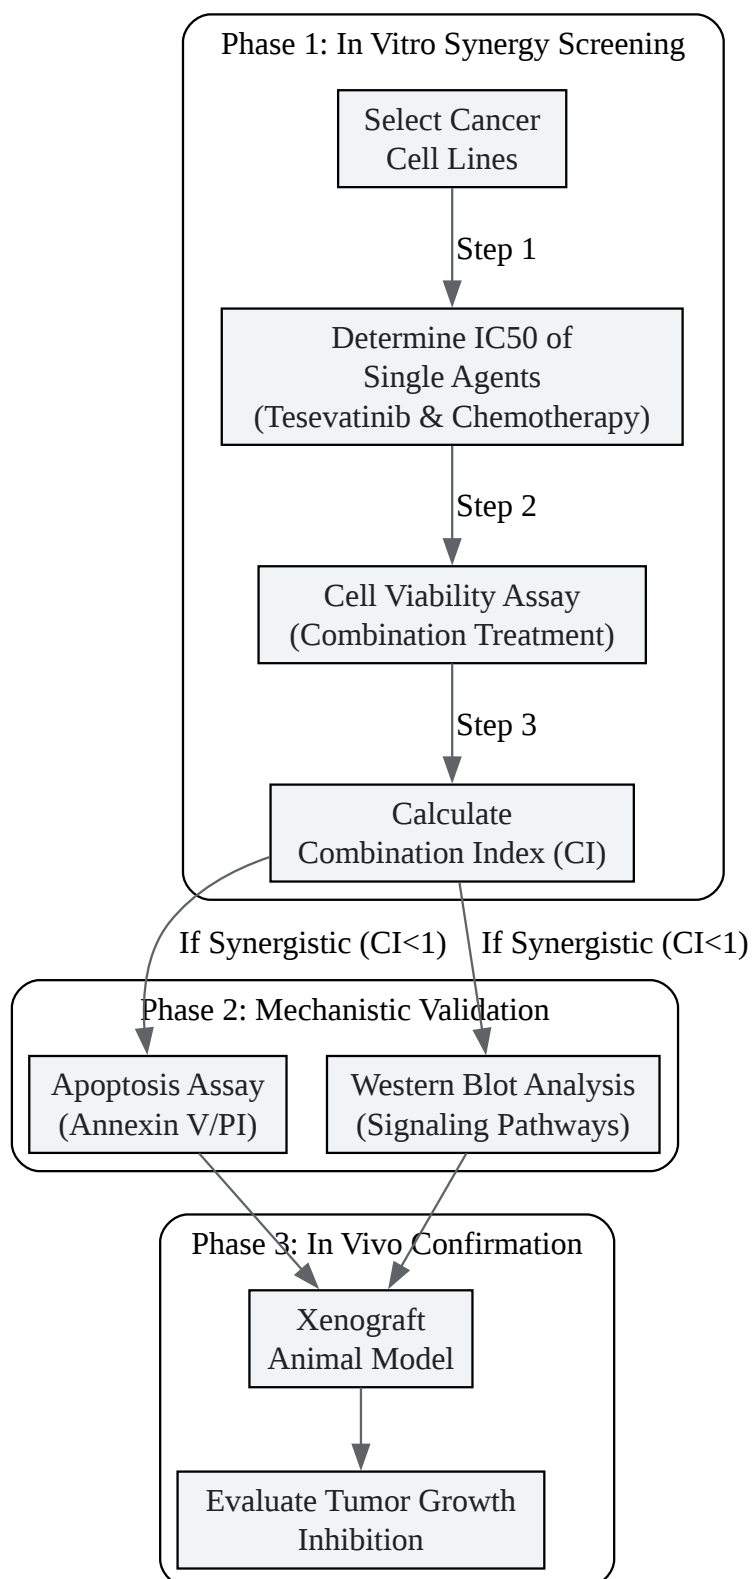 Phase 1: In Vitro Synergy Screening
Select Cancer
Cell Lines
Step 1
Determine IC50 of
Single Agents
(Tesevatinib & Chemotherapy)
Step 2
Cell Viability Assay
(Combination Treatment)
Step 3
Calculate
Combination Index (CI)
If Synergistic (CI<1)
If Synergistic (CI<1)
Phase 2: Mechanistic Validation
Apoptosis Assay
(Annexin V/PI)
Western Blot Analysis
(Signaling Pathways)
Phase 3: In Vivo Confirmation
Xenograft
Animal Model
Evaluate Tumor Growth
Inhibition